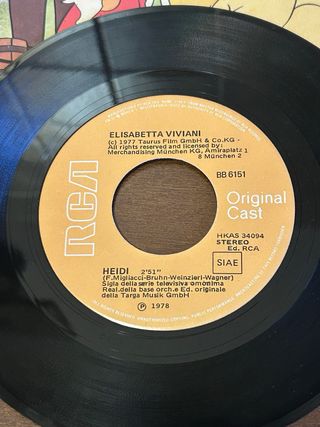 ELISABETTA VIVIANI
(c) 1977 Taurus Film GmbH & Co.KG -
All rights reserved and licensed by:
Merchandising München KG, Amiraplatz 1
8 München 2
BB 6151
Original
Cast
RCA
HKAS 34094
STEREO
Ed. RCA
SIAE
HEIDI 2'51"
(F.Migliacci-Bruhn-Weinzierl-Wagner)
Sigla della serie televisiva omonima
Real.della base orch.e Ed. originale
della Targa Musik GmbH
℗ 1978